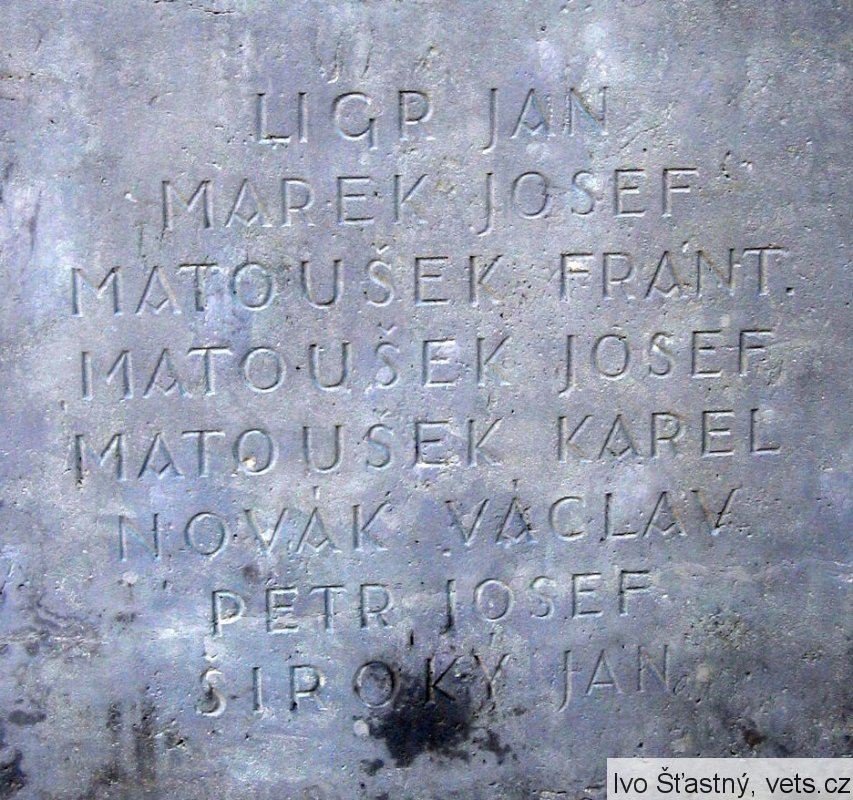 LIGR JAN
MAREK JOSEF
MATOUŠEK FRANT.
MATOUŠEK JOSEF
MATOUŠEK KAREL
NOVÁK VÁCLAV
PETR JOSEF
ŠIROKÝ JAN
Ivo Šťastný, vets.cz